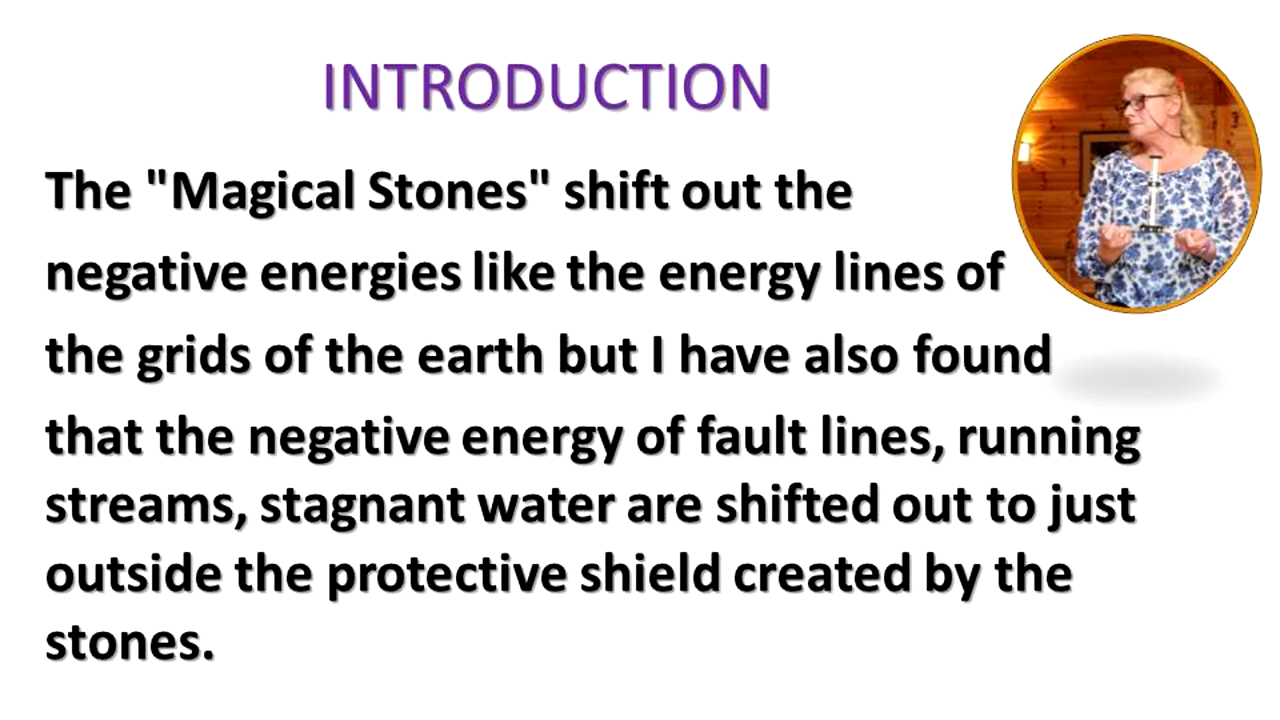 INTRODUCTION
The "Magical Stones" shift out the
negative energies like the energy lines of
the grids of the earth but I have also found
that the negative energy of fault lines, running
streams, stagnant water are shifted out to just
outside the protective shield created by the
stones.